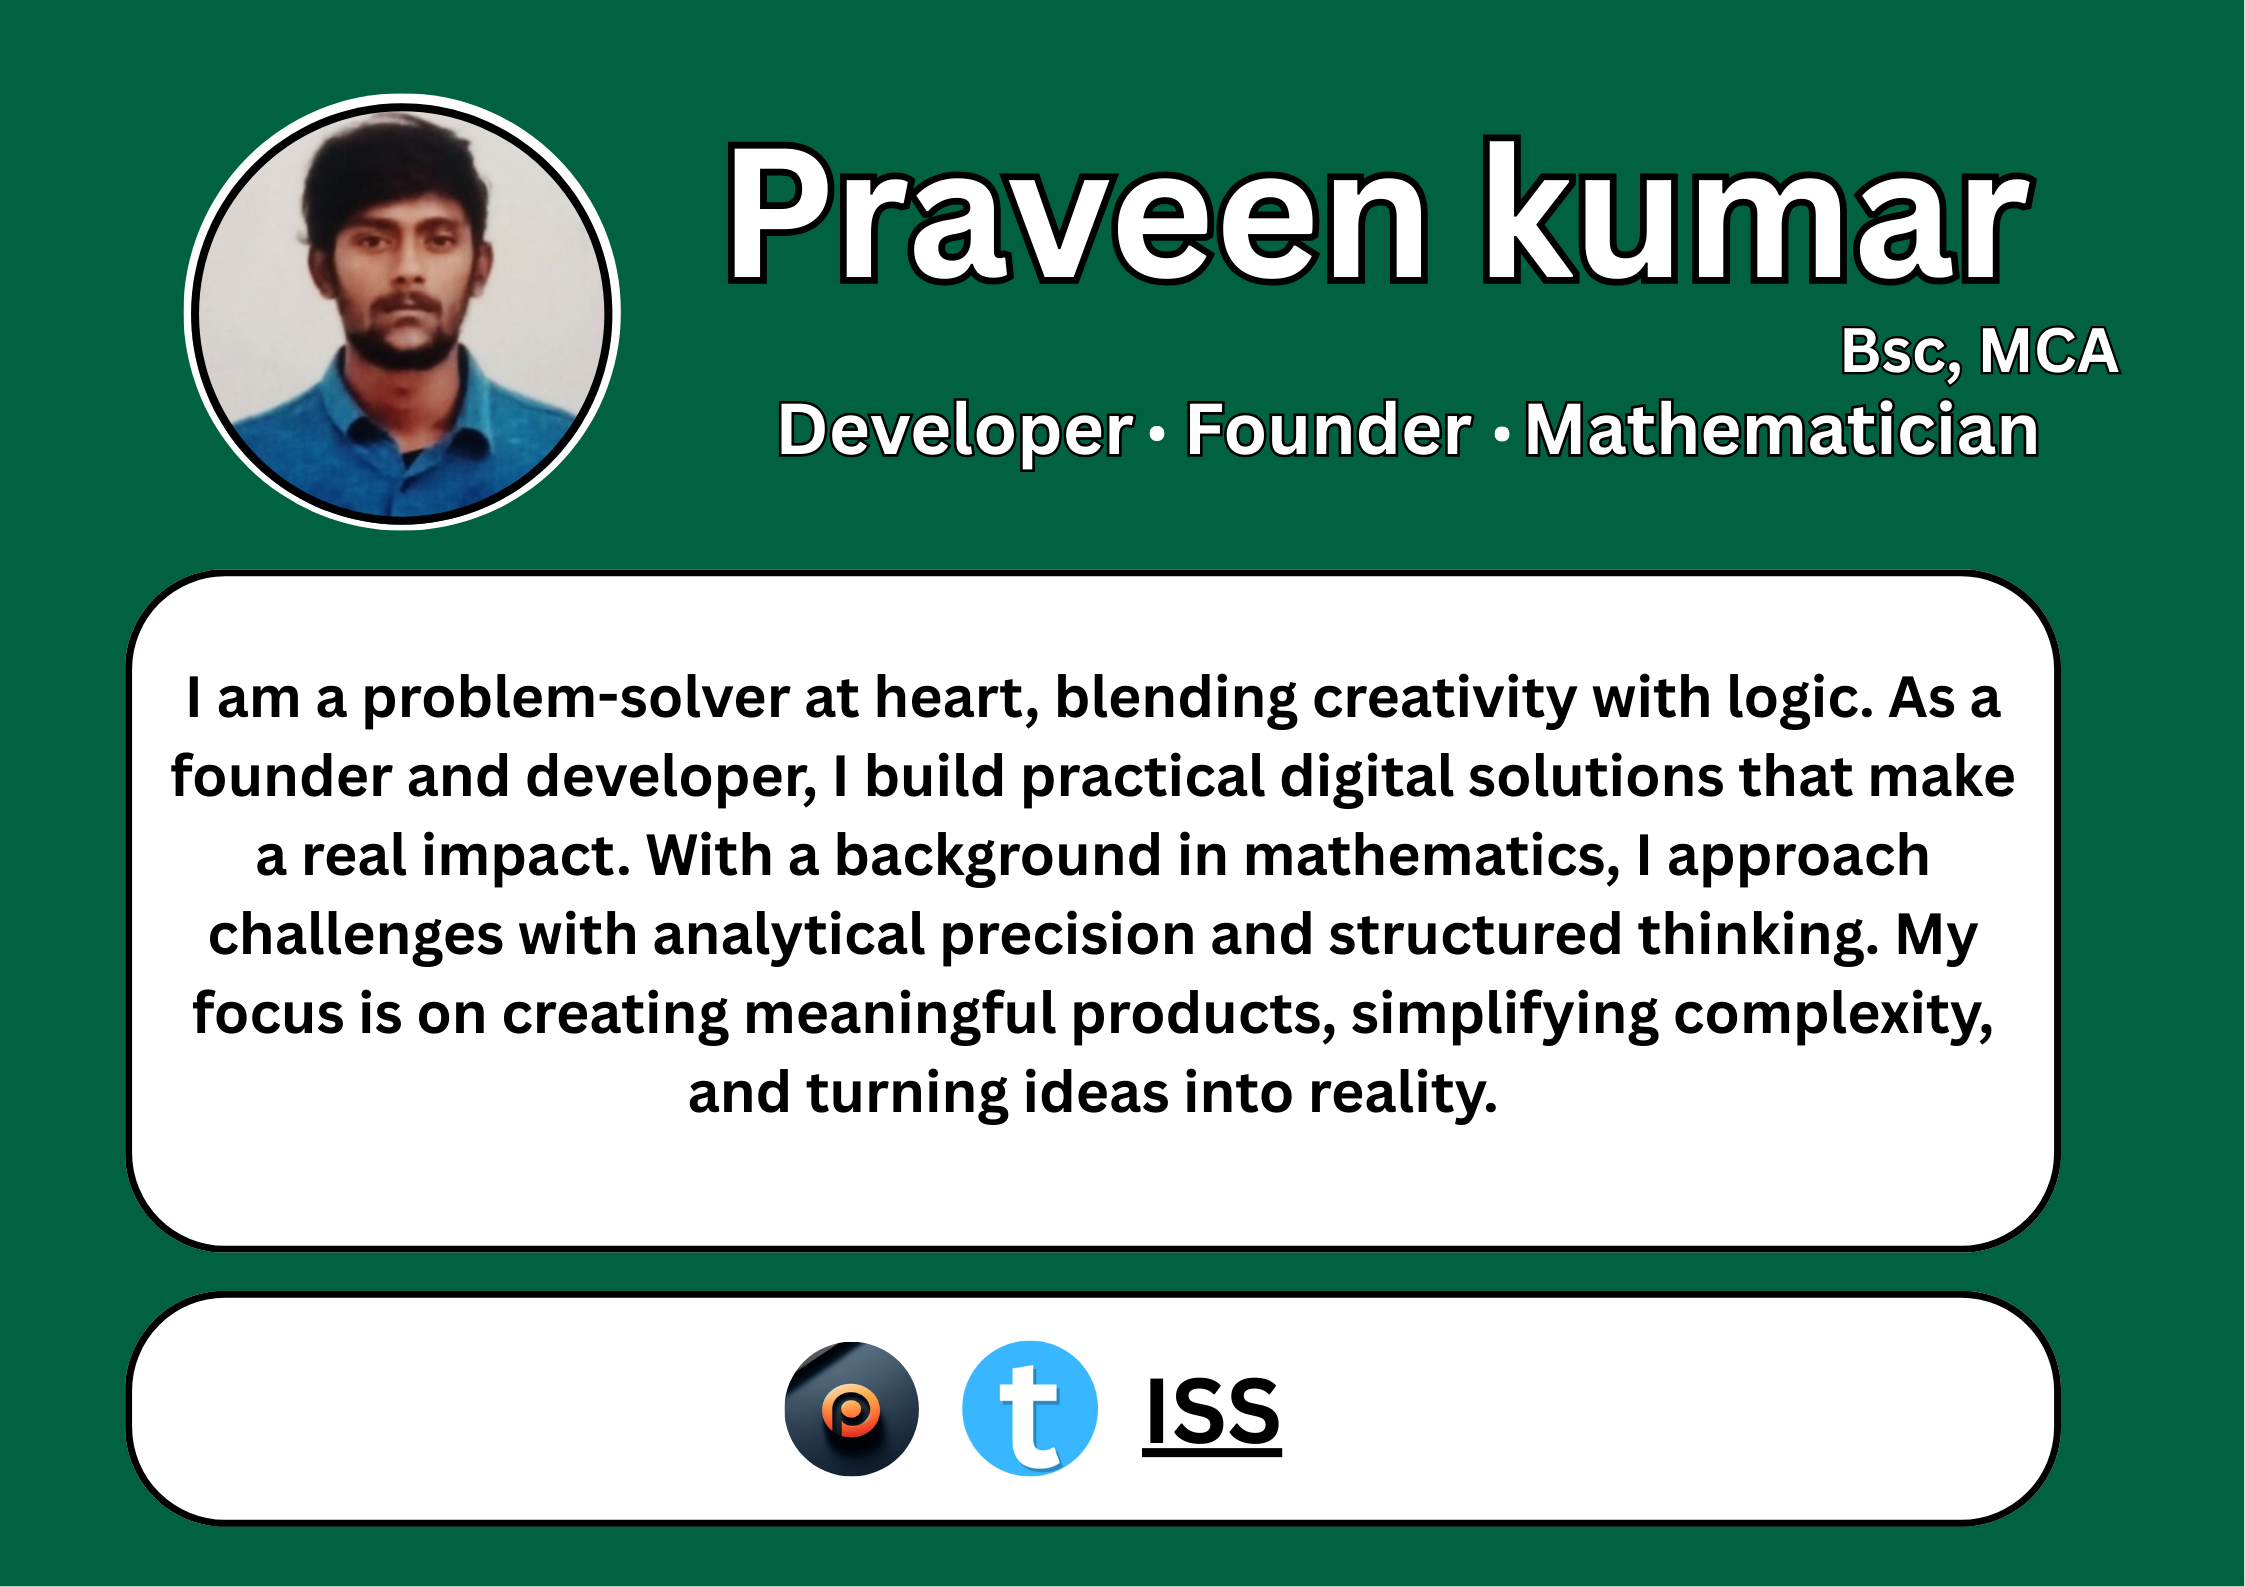 Praveen kumar
Bsc, MCA
Developer • Founder • Mathematician
I am a problem-solver at heart, blending creativity with logic. As a
founder and developer, I build practical digital solutions that make
a real impact. With a background in mathematics, I approach
challenges with analytical precision and structured thinking. My
focus is on creating meaningful products, simplifying complexity,
and turning ideas into reality.
P t ISS